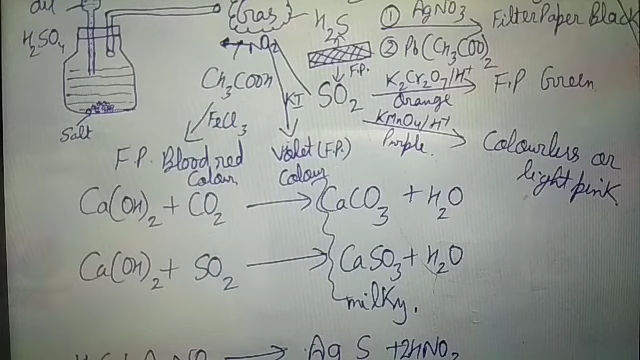 dil
H2SO4
Salt
Gas
NO2
CH3COOH
FeCl3
F.P. Blood red
Colour
KI
Violet (F.P.)
Colour
H2S
F.P.
① AgNO3 Filter Paper Black
② Pb(CH3COO)2
SO2
K2Cr2O7/H+
Orange
F.P Green
KMnO4/H+
Purple.
Colourless or
light pink
Ca(OH)2 + CO2 → CaCO3 + H2O
Ca(OH)2 + SO2 → CaSO3 + H2O
milky.
→ Ag S + 2HNO3